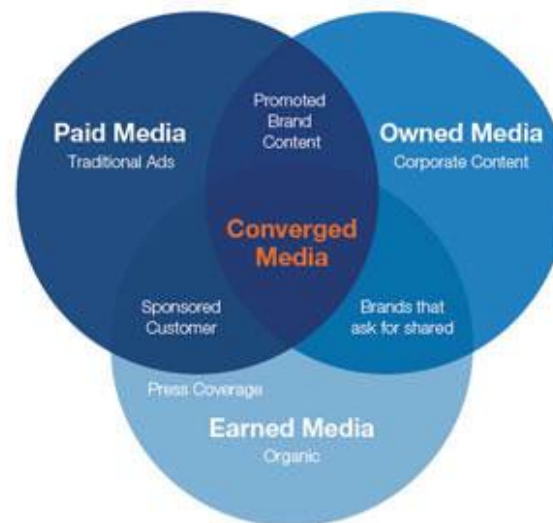 Promoted
Brand
Content
Paid Media
Traditional Ads
Owned Media
Corporate Content
Converged
Media
Sponsored
Customer
Brands that
ask for shared
Press Coverage
Earned Media
Organic